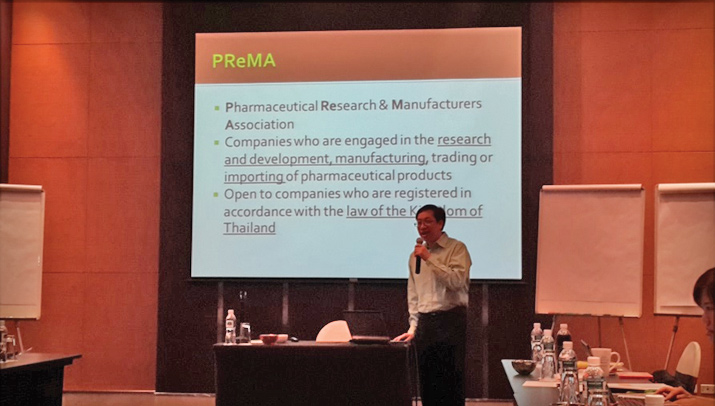 PReMA
Pharmaceutical Research & Manufacturers
Association
Companies who are engaged in the research
and development, manufacturing, trading or
importing of pharmaceutical products
Open to companies who are registered in
accordance with the law of the of
Thailand